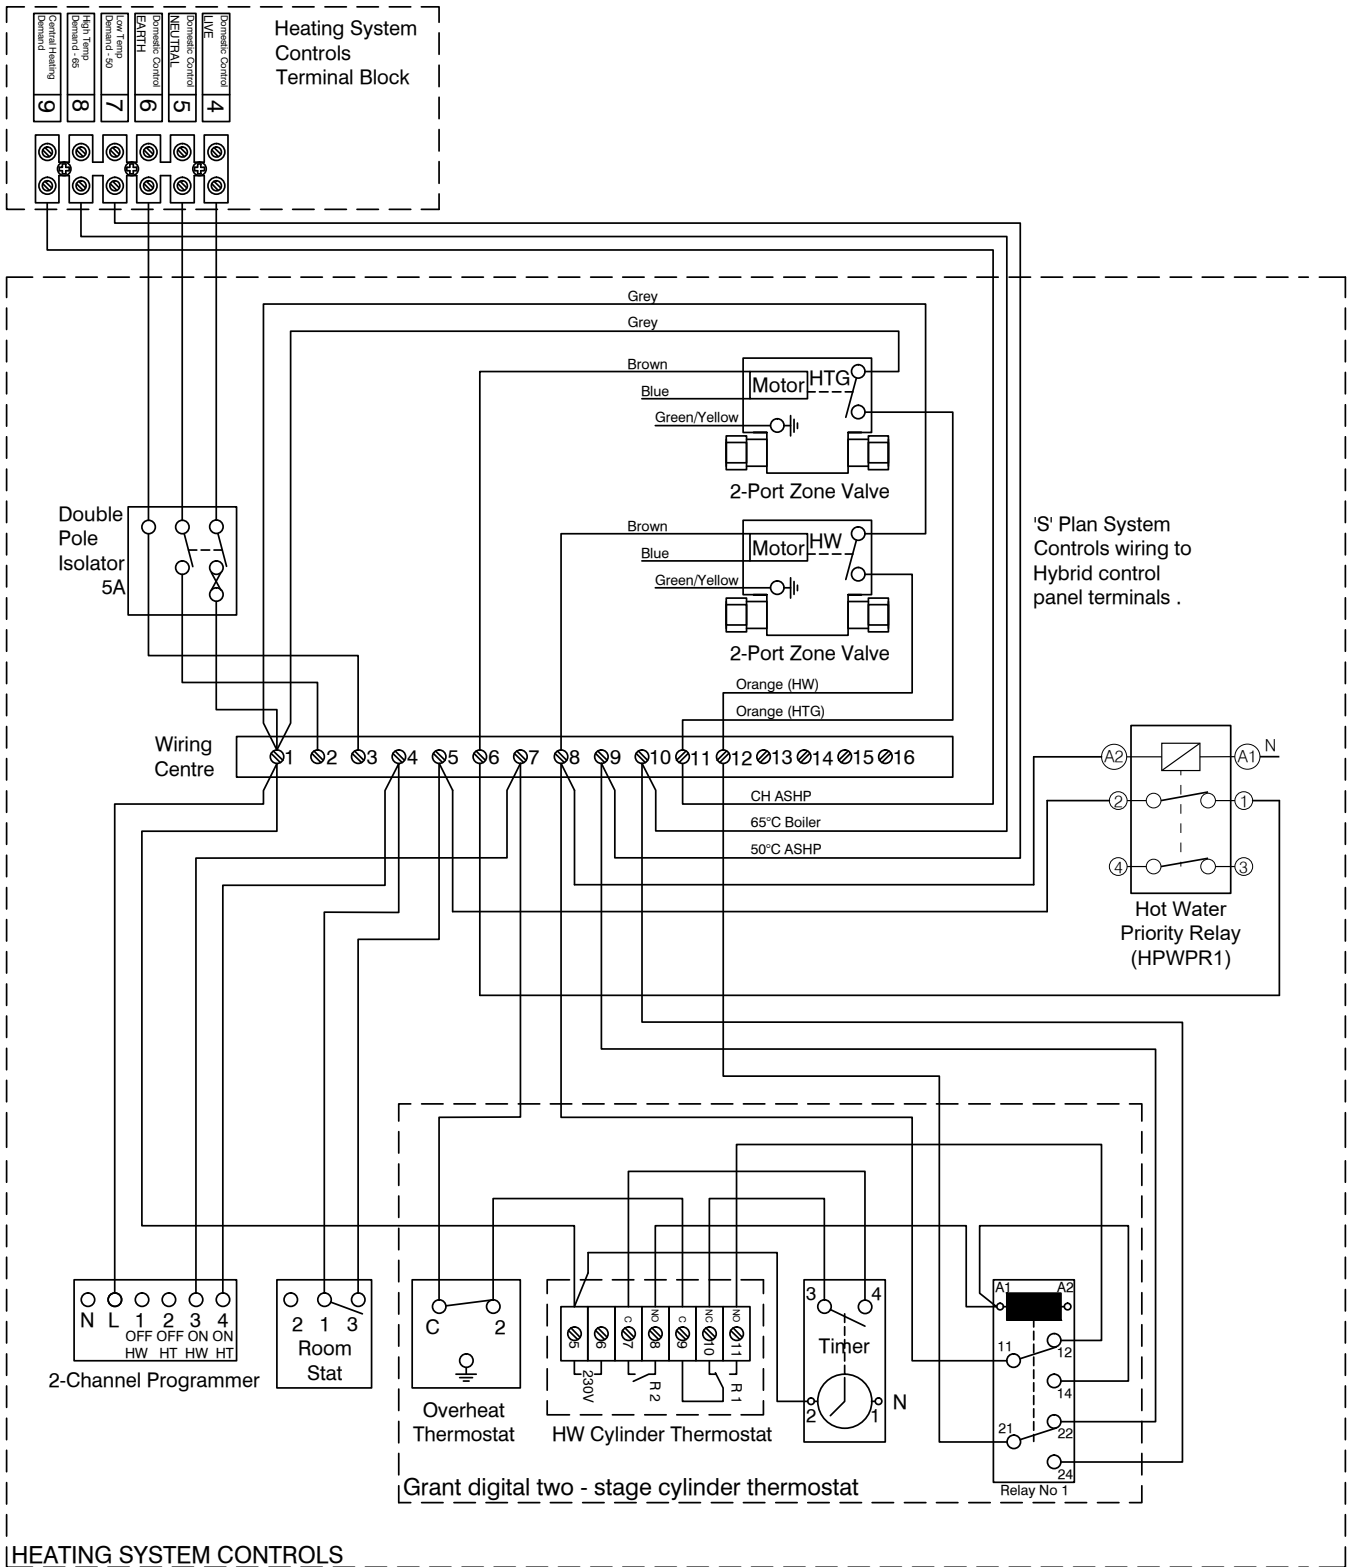 Heating System
Controls
Terminal Block
Central Heating
Demand
High Temp
Demand - 65
Low Temp
Demand - 50
Domestic Control
EARTH
Domestic Control
NEUTRAL
Domestic Control
LIVE
9 8 7 6 5 4
Grey
Grey
Brown
Blue
Green/Yellow
Motor HTG
2-Port Zone Valve
Brown
Blue
Green/Yellow
Motor HW
2-Port Zone Valve
Double
Pole
Isolator
5A
'S' Plan System
Controls wiring to
Hybrid control
panel terminals .
Orange (HW)
Orange (HTG)
Wiring
Centre
1 2 3 4 5 6 7 8 9 10 11 12 13 14 15 16
CH ASHP
65°C Boiler
50°C ASHP
A2 A1 N
2 1
4 3
Hot Water
Priority Relay
(HPWPR1)
N L 1 2 3 4
OFF OFF ON ON
HW HT HW HT
2-Channel Programmer
2 1 3
Room
Stat
C 2
Overheat
Thermostat
C NO C NC NO
5 6 7 8 9 10 11
230V R 2 R 1
HW Cylinder Thermostat
3 4
Timer
2 1 N
A1 A2
11 12
14
21 22
24
Relay No 1
Grant digital two - stage cylinder thermostat
HEATING SYSTEM CONTROLS